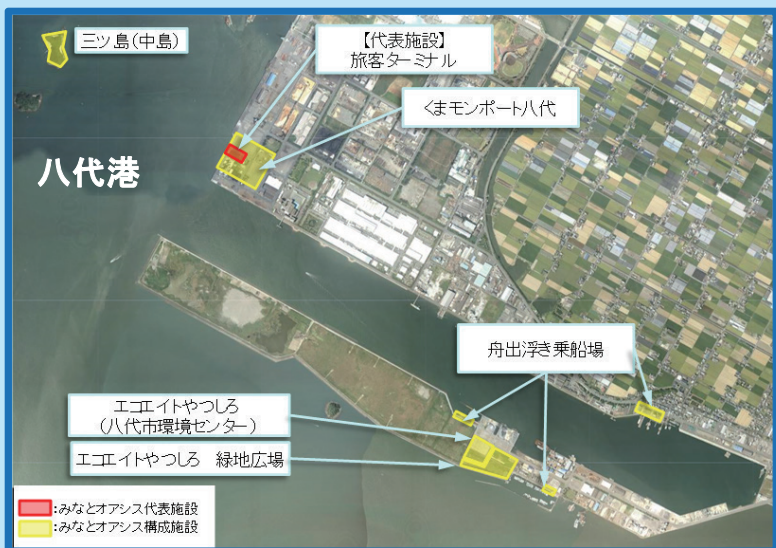 三ツ島(中島)
【代表施設】
旅客ターミナル
くまモンポート八代
八代港
舟出浮き乗船場
エコエイトやつしろ
(八代市環境センター)
エコエイトやつしろ 緑地広場
:みなとオアシス代表施設
:みなとオアシス構成施設